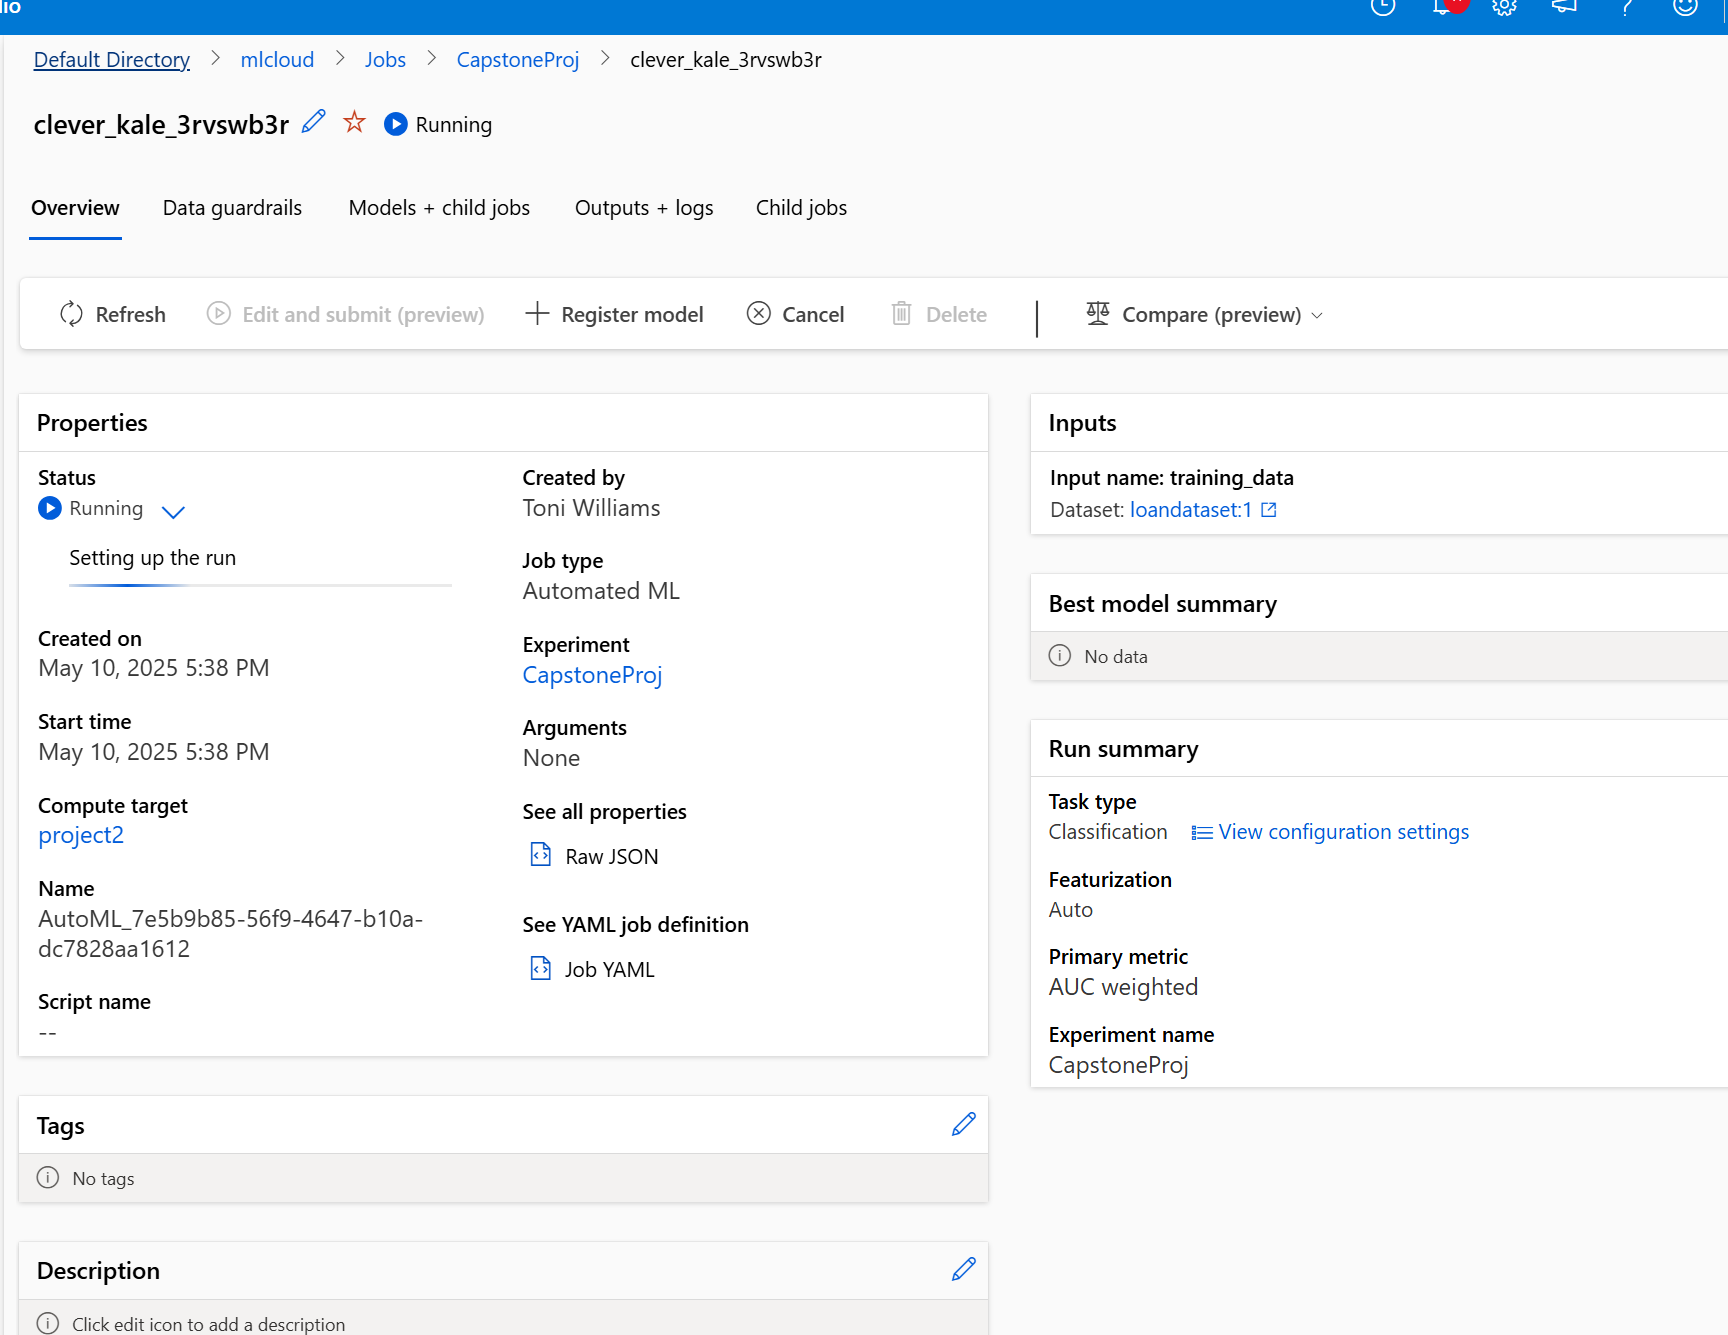 Default Directory > mlcloud > Jobs > CapstoneProj > clever_kale_3rvswb3r
clever_kale_3rvswb3r Running
Overview Data guardrails Models + child jobs Outputs + logs Child jobs
Refresh Edit and submit (preview) Register model Cancel Delete Compare (preview)
Properties
Status
Running
Setting up the run
Created on
May 10, 2025 5:38 PM
Start time
May 10, 2025 5:38 PM
Compute target
project2
Name
AutoML_7e5b9b85-56f9-4647-b10a-
dc7828aa1612
Script name
--
Created by
Toni Williams
Job type
Automated ML
Experiment
CapstoneProj
Arguments
None
See all properties
Raw JSON
See YAML job definition
Job YAML
Inputs
Input name: training_data
Dataset: loandataset:1
Best model summary
No data
Run summary
Task type
Classification View configuration settings
Featurization
Auto
Primary metric
AUC weighted
Experiment name
CapstoneProj
Tags
No tags
Description
Click edit icon to add a description